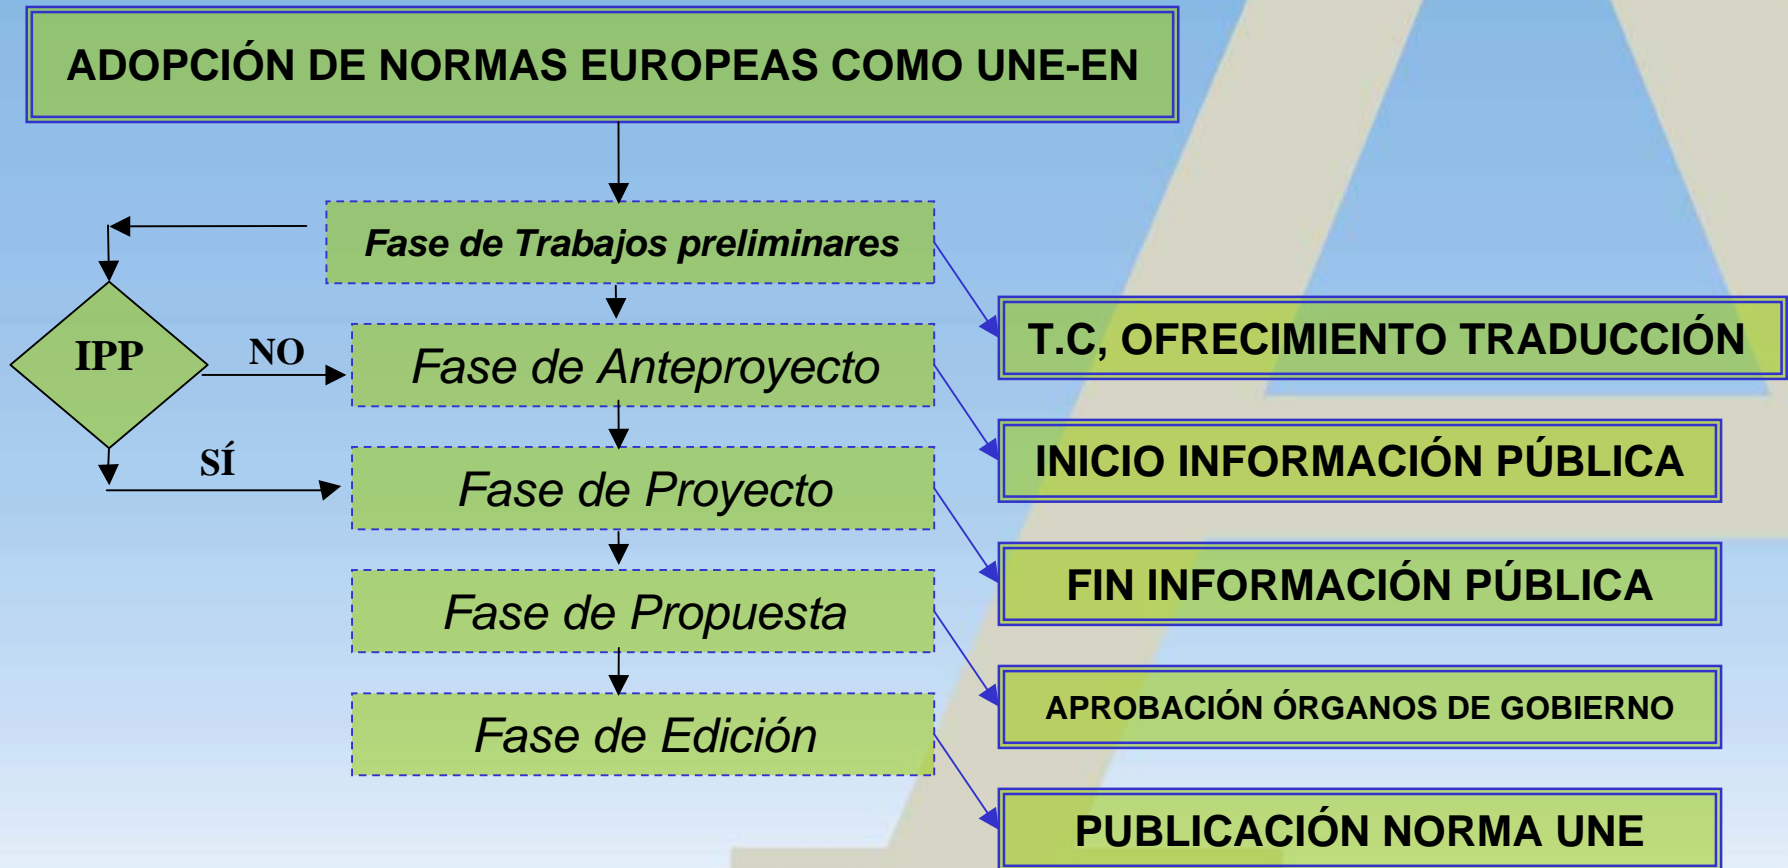 ADOPCIÓN DE NORMAS EUROPEAS COMO UNE-EN
Fase de Trabajos preliminares
IPP
NO
SÍ
Fase de Anteproyecto
Fase de Proyecto
Fase de Propuesta
Fase de Edición
T.C, OFRECIMIENTO TRADUCCIÓN
INICIO INFORMACIÓN PÚBLICA
FIN INFORMACIÓN PÚBLICA
APROBACIÓN ÓRGANOS DE GOBIERNO
PUBLICACIÓN NORMA UNE